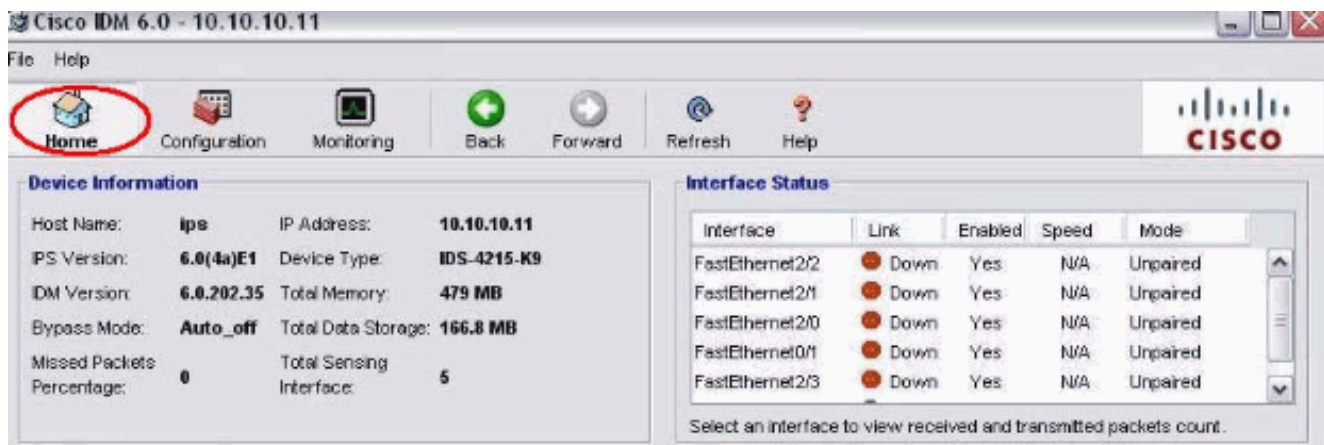 Cisco IDM 6.0 - 10.10.10.11
File Help
Home Configuration Monitoring Back Forward Refresh Help
CISCO
Device Information
Host Name: ips IP Address: 10.10.10.11
IPS Version: 6.0(4a)E1 Device Type: IDS-4215-K9
IDM Version: 6.0.202.35 Total Memory: 479 MB
Bypass Mode: Auto_off Total Data Storage: 166.8 MB
Missed Packets
Percentage: 0
Total Sensing
Interface: 5
Interface Status
Interface Link Enabled Speed Mode
FastEthernet2/2 Down Yes N/A Unpaired
FastEthernet2/1 Down Yes N/A Unpaired
FastEthernet2/0 Down Yes N/A Unpaired
FastEthernet0/1 Down Yes N/A Unpaired
FastEthernet2/3 Down Yes N/A Unpaired
Select an interface to view received and transmitted packets count.